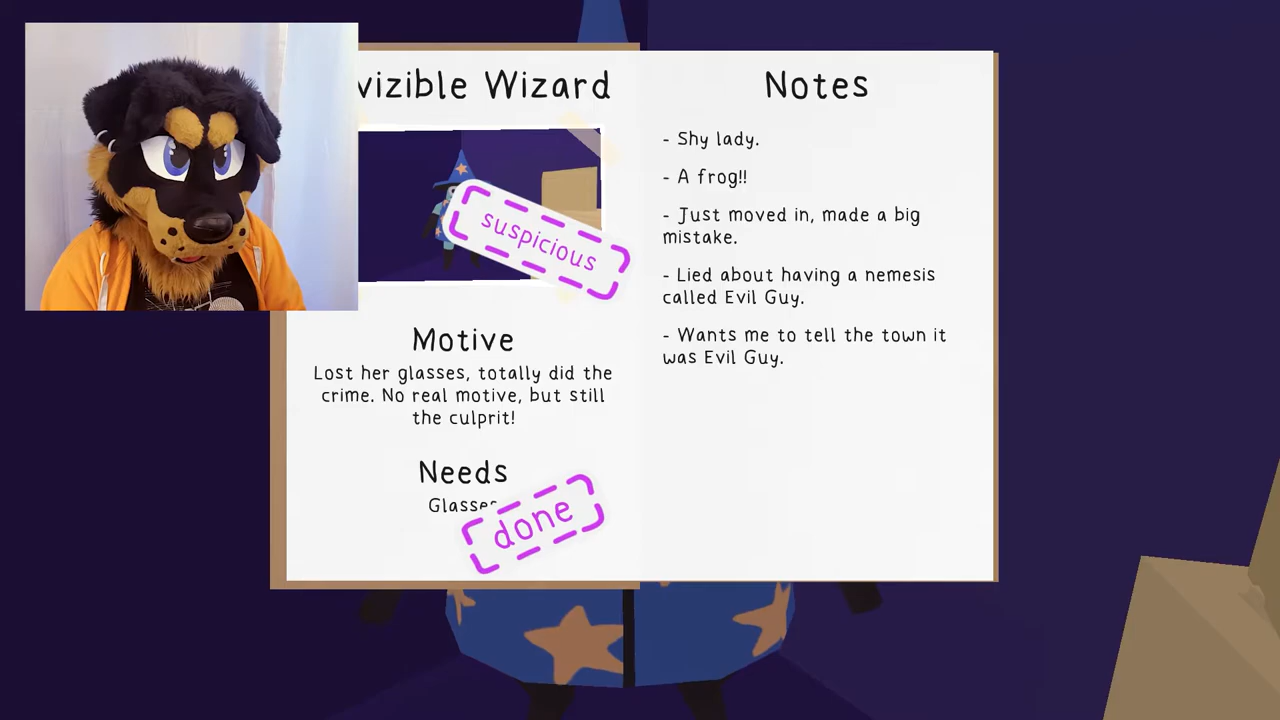 vizible Wizard
suspicious
Motive
Lost her glasses, totally did the
crime. No real motive, but still
the culprit!
Needs
Glasses
done
Notes
- Shy lady.
- A frog!!
- Just moved in, made a big
mistake.
- Lied about having a nemesis
called Evil Guy.
- Wants me to tell the town it
was Evil Guy.